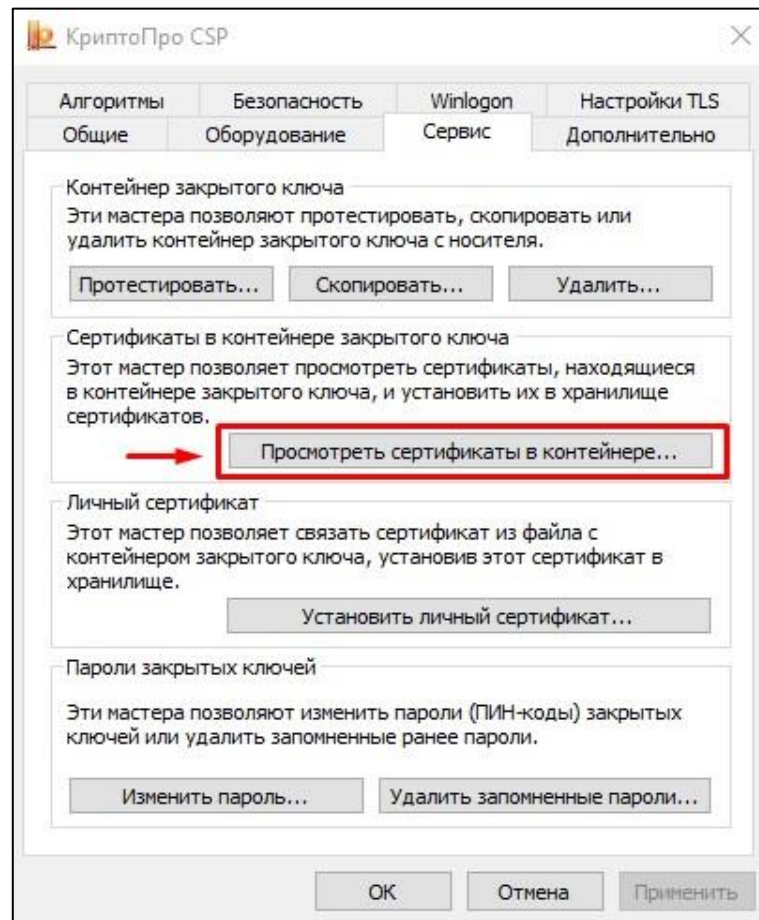 КриптоПро CSP
Алгоритмы Безопасность Winlogon Настройки TLS
Общие Оборудование Сервис Дополнительно
Контейнер закрытого ключа
Эти мастера позволяют протестировать, скопировать или
удалить контейнер закрытого ключа с носителя.
Протестировать... Скопировать... Удалить...
Сертификаты в контейнере закрытого ключа
Этот мастер позволяет просмотреть сертификаты, находящиеся
в контейнере закрытого ключа, и установить их в хранилище
сертификатов.
Просмотреть сертификаты в контейнере...
Личный сертификат
Этот мастер позволяет связать сертификат из файла с
контейнером закрытого ключа, установив этот сертификат в
хранилище.
Установить личный сертификат...
Пароли закрытых ключей
Эти мастера позволяют изменить пароли (ПИН-коды) закрытых
ключей или удалить запомненные ранее пароли.
Изменить пароль... Удалить запомненные пароли...
ОК Отмена Применить